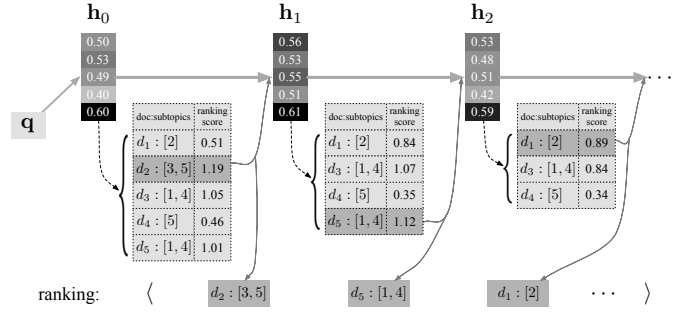 h₀ h₁ h₂
0.50 0.56 0.53
0.53 0.53 0.48
0.49 0.55 0.51
0.40 0.51 0.42
0.60 0.61 0.59
...
q
doc:subtopics ranking score
d₁ : [2] 0.51
d₂ : [3, 5] 1.19
d₃ : [1, 4] 1.05
d₄ : [5] 0.46
d₅ : [1, 4] 1.01
doc:subtopics ranking score
d₁ : [2] 0.84
d₃ : [1, 4] 1.07
d₄ : [5] 0.35
d₅ : [1, 4] 1.12
doc:subtopics ranking score
d₁ : [2] 0.89
d₃ : [1, 4] 0.84
d₄ : [5] 0.34
ranking: ⟨ d₂ : [3, 5] d₅ : [1, 4] d₁ : [2] ... ⟩